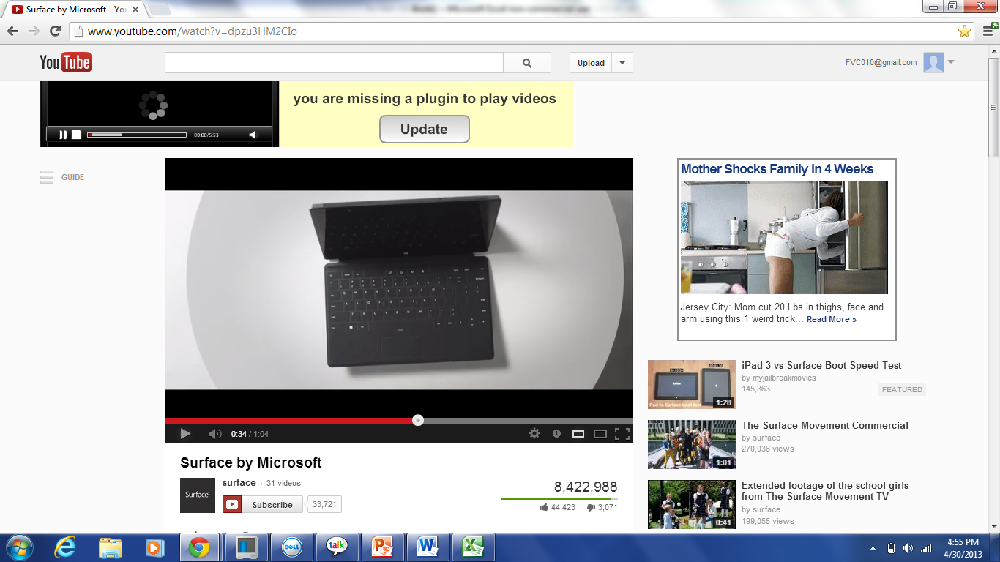 Surface by Microsoft - You
www.youtube.com/watch?v=dpzu3HM2CIo
YouTube
Upload
FVC010@gmail.com
you are missing a plugin to play videos
Update
00:00/5:53
GUIDE
Mother Shocks Family In 4 Weeks
Jersey City: Mom cut 20 Lbs in thighs, face and
arm using this 1 weird trick... Read More »
iPad 3 vs Surface Boot Speed Test
by myjailbreakmovies
145,363
FEATURED
iPad vs Surface boot test
1:28
The Surface Movement Commercial
by surface
270,036 views
1:01
Extended footage of the school girls
from The Surface Movement TV
by surface
199,055 views
0:41
0:34 / 1:04
Surface by Microsoft
Surface
surface · 31 videos
Subscribe
33,721
8,422,988
44,423
3,071
DELL
talk
4:55 PM
4/30/2013